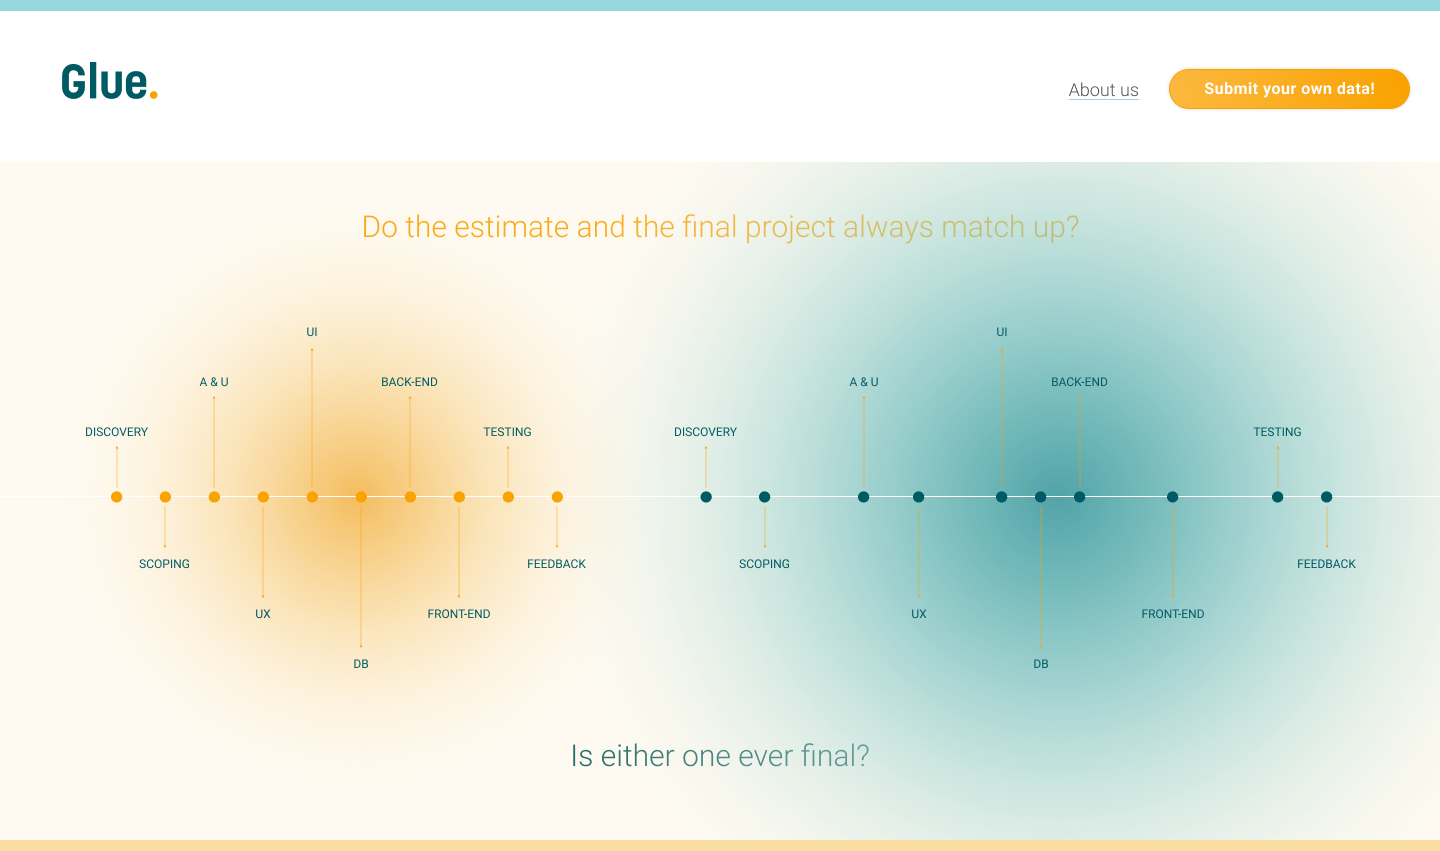 Glue.
About us
Submit your own data!
Do the estimate and the final project always match up?
UI
A & U
BACK-END
DISCOVERY
TESTING
SCOPING
FEEDBACK
UX
FRONT-END
DB
UI
A & U
BACK-END
DISCOVERY
TESTING
SCOPING
FEEDBACK
UX
FRONT-END
DB
Is either one ever final?